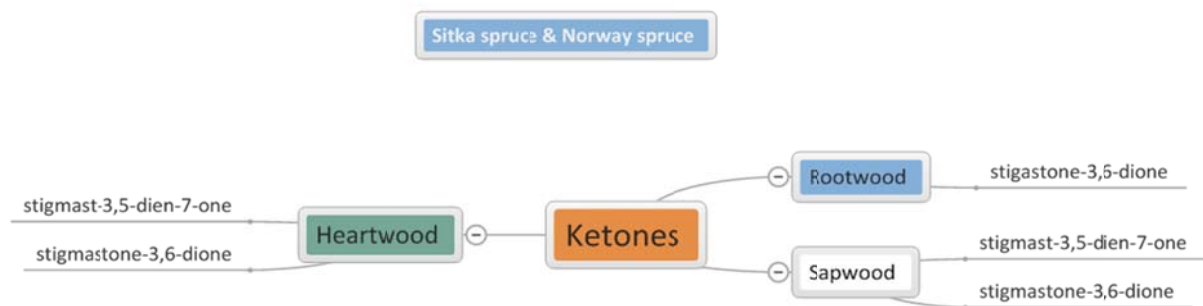 Sitka spruce & Norway spruce
stigmast-3,5-dien-7-one
stigmastone-3,6-dione
Heartwood
Ketones
Rootwood
stigastone-3,6-dione
Sapwood
stigmast-3,5-dien-7-one
stigmastone-3,6-dione